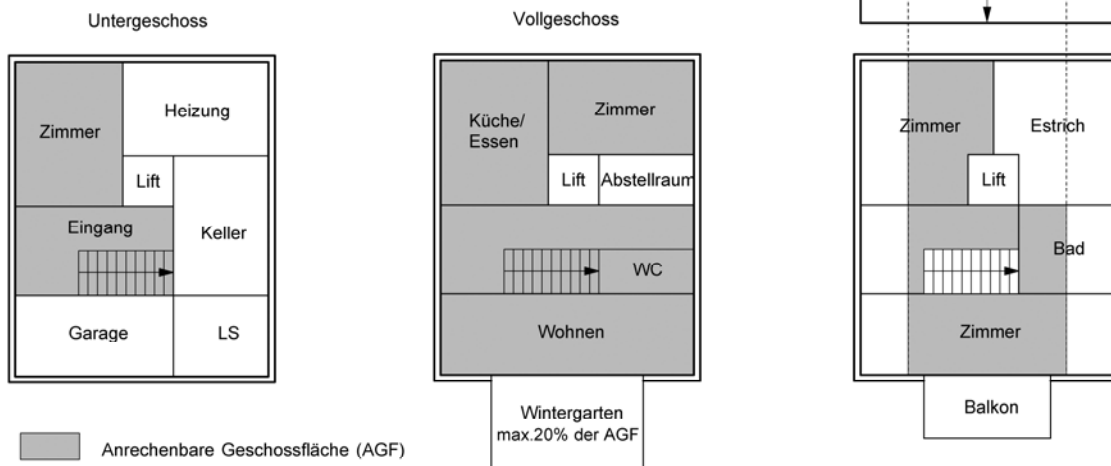 Untergeschoss
Vollgeschoss
Heizung
Zimmer
Lift
Eingang
Keller
Garage
LS
Küche/
Essen
Zimmer
Lift
Abstellraum
WC
Wohnen
Wintergarten
max.20% der AGF
Zimmer
Estrich
Lift
Bad
Zimmer
Balkon
Anrechenbare Geschossfläche (AGF)